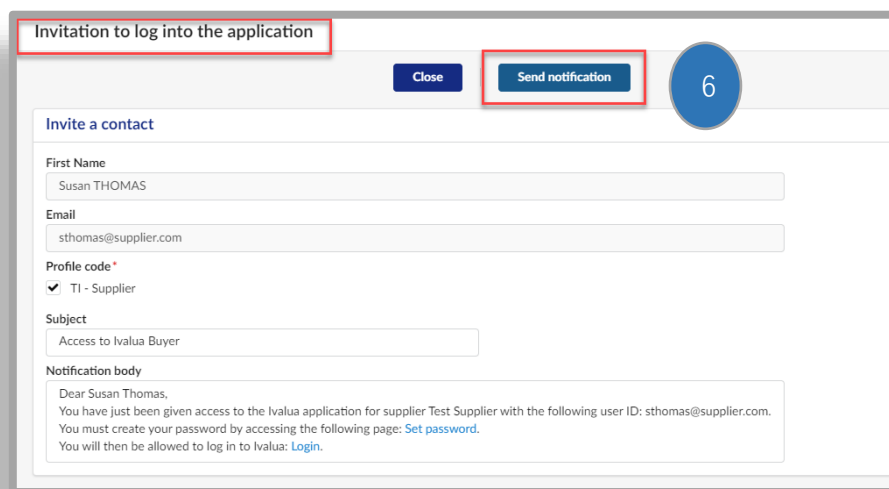 Invitation to log into the application
Close
Send notification
6
Invite a contact
First Name
Susan THOMAS
Email
sthomas@supplier.com
Profile code*
TI - Supplier
Subject
Access to Ivalua Buyer
Notification body
Dear Susan Thomas,
You have just been given access to the Ivalua application for supplier Test Supplier with the following user ID: sthomas@supplier.com.
You must create your password by accessing the following page: Set password.
You will then be allowed to log in to Ivalua: Login.